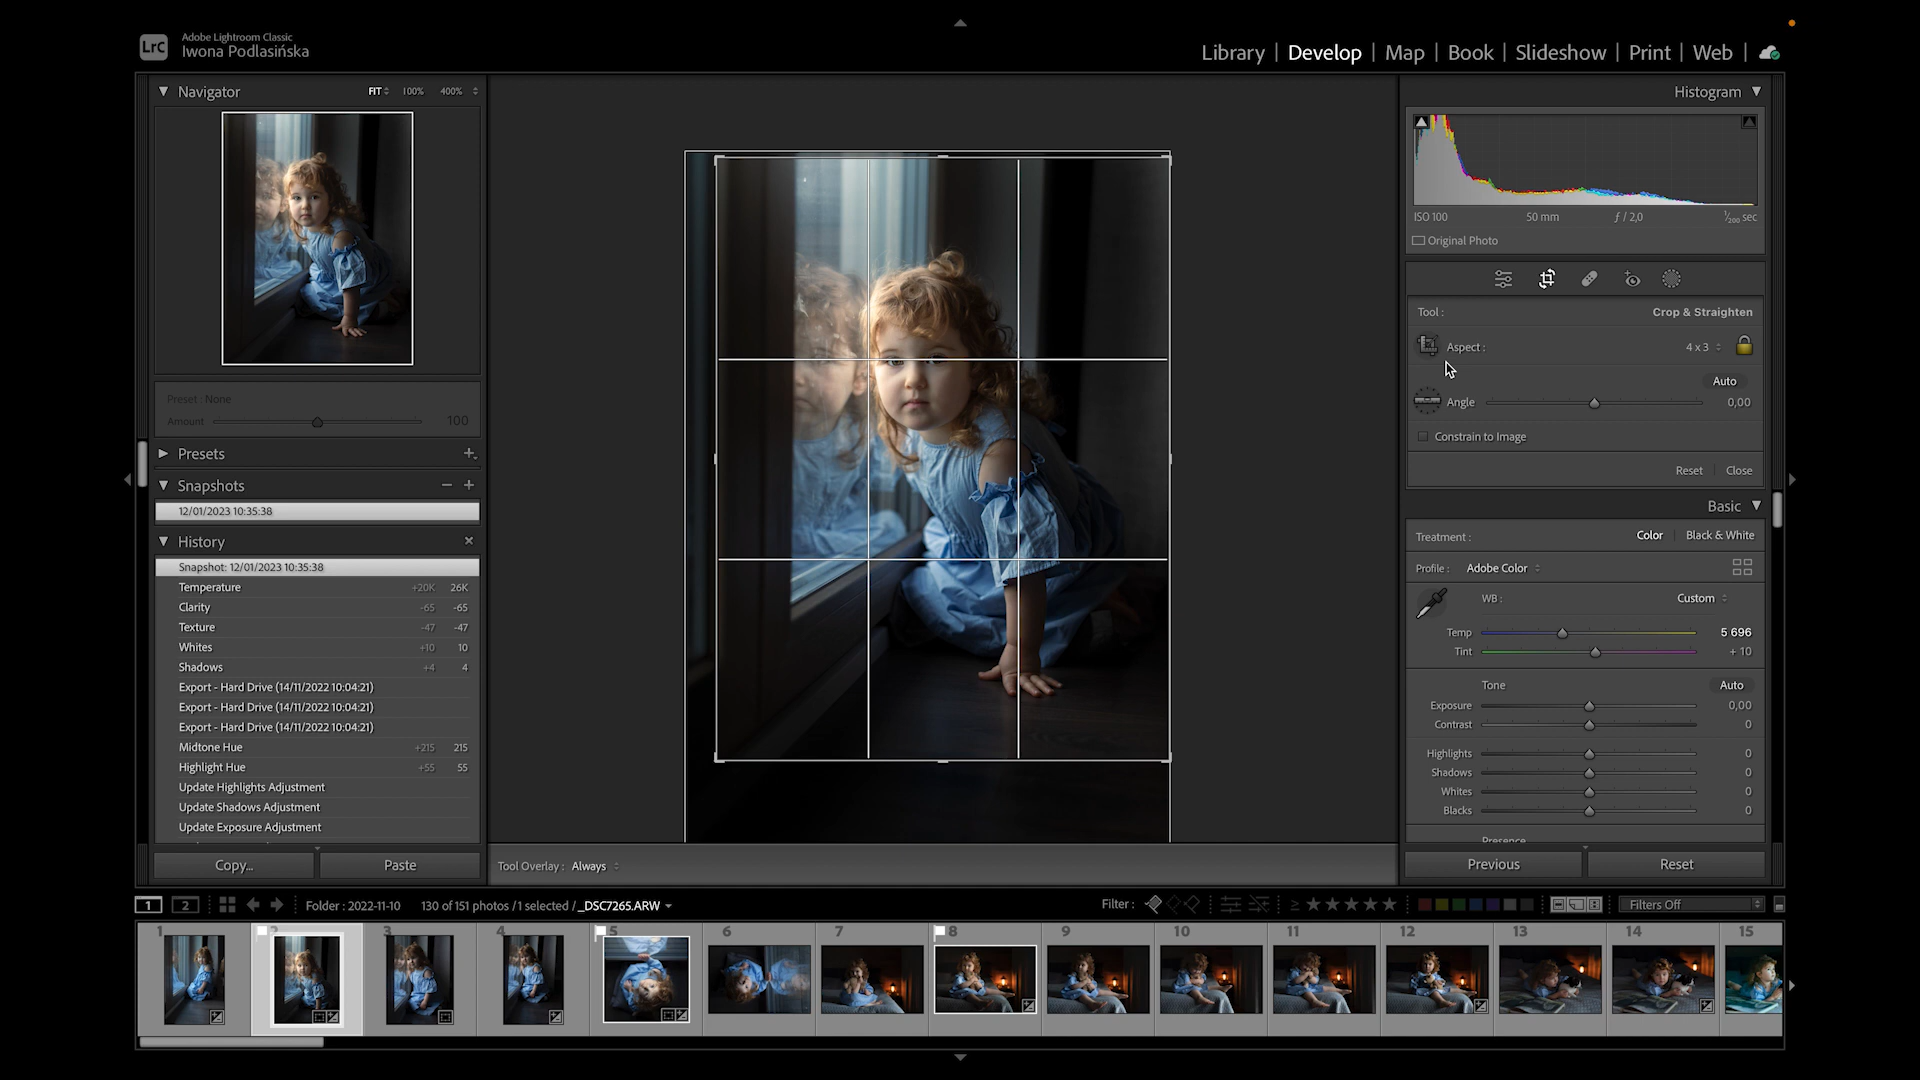 LrC
Adobe Lightroom Classic
Iwona Podlasińska
Library | Develop | Map | Book | Slideshow | Print | Web |
Navigator FIT 100% 400%
Preset : None
Amount 100
Presets
Snapshots
12/01/2023 10:35:38
History
Snapshot: 12/01/2023 10:35:38
Temperature +20K 26K
Clarity -65 -65
Texture -47 -47
Whites +10 10
Shadows +4 4
Export - Hard Drive (14/11/2022 10:04:21)
Export - Hard Drive (14/11/2022 10:04:21)
Export - Hard Drive (14/11/2022 10:04:21)
Midtone Hue +215 215
Highlight Hue +55 55
Update Highlights Adjustment
Update Shadows Adjustment
Update Exposure Adjustment
Copy... Paste
Tool Overlay : Always
Histogram
ISO 100 50 mm ƒ / 2,0 1/200 sec
Original Photo
Tool : Crop & Straighten
Aspect : 4 x 3
Auto
Angle 0,00
Constrain to Image
Reset Close
Basic
Treatment : Color Black & White
Profile : Adobe Color
WB : Custom
Temp 5 696
Tint + 10
Tone Auto
Exposure 0,00
Contrast 0
Highlights 0
Shadows 0
Whites 0
Blacks 0
Presence
Previous Reset
1 2 Folder : 2022-11-10 130 of 151 photos / 1 selected / _DSC7265.ARW Filter : ≥ ★★★★★ Filters Off
1 2 3 4 5 6 7 8 9 10 11 12 13 14 15